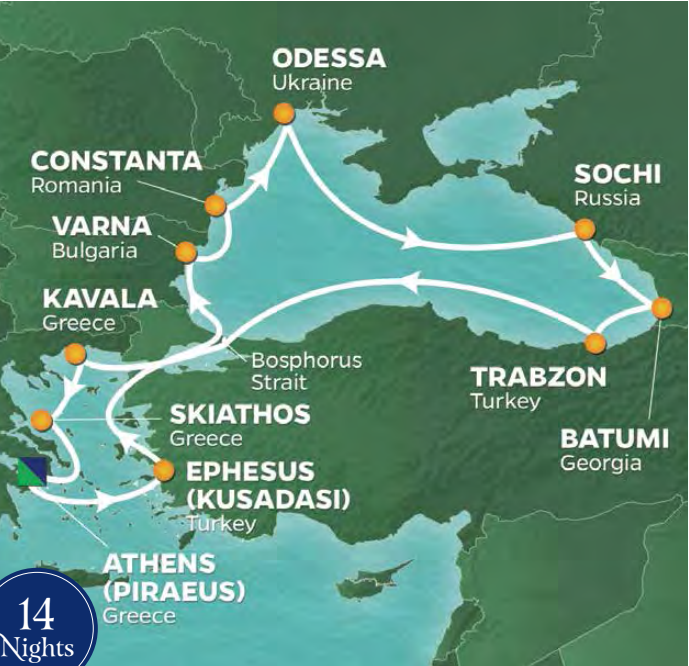 ODESSA
Ukraine
CONSTANTA
Romania
SOCHI
Russia
VARNA
Bulgaria
KAVALA
Greece
Bosphorus
Strait
TRABZON
Turkey
SKIATHOS
Greece
BATUMI
Georgia
EPHESUS
(KUSADASI)
Turkey
ATHENS
(PIRAEUS)
Greece
14
Nights